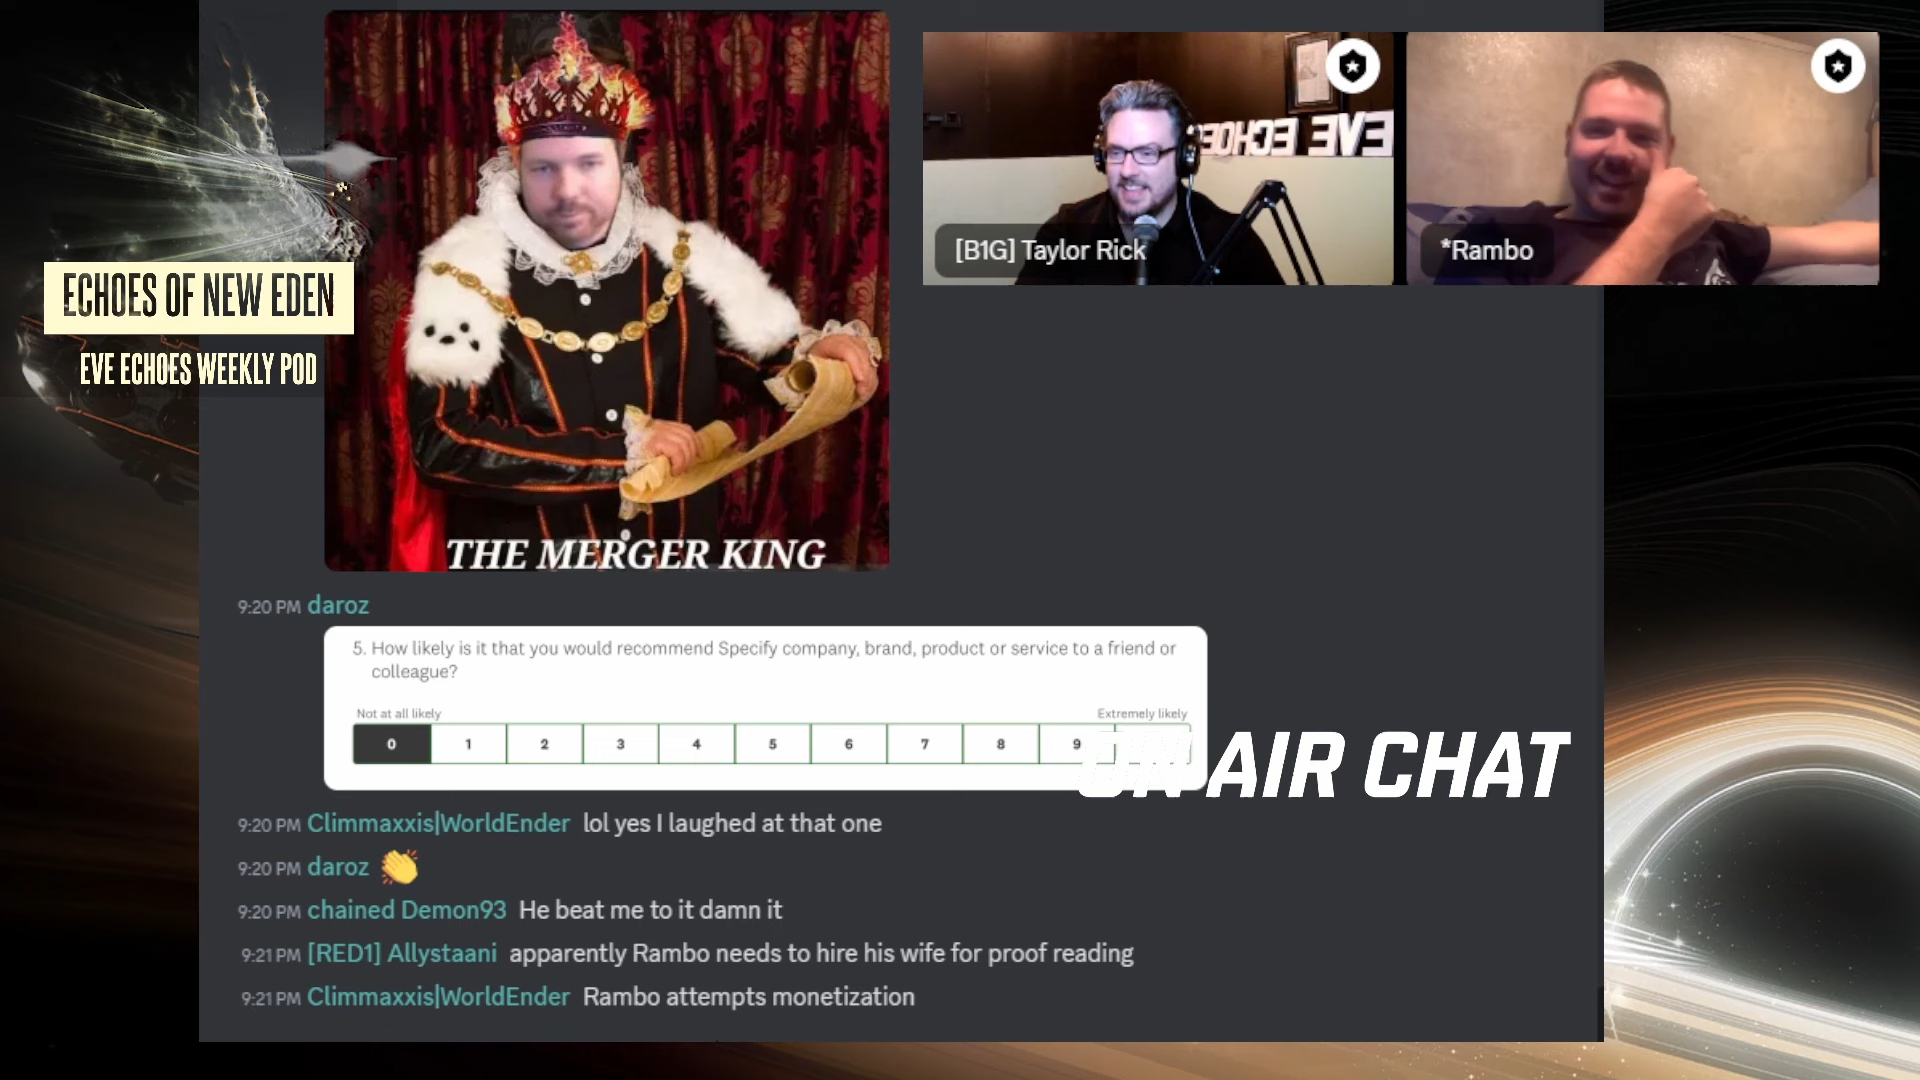 ECHOES OF NEW EDEN
EVE ECHOES WEEKLY POD
THE MERGER KING
EVE ECHOES
[B1G] Taylor Rick
*Rambo
9:20 PM daroz
5. How likely is it that you would recommend Specify company, brand, product or service to a friend or
colleague?
Not at all likely Extremely likely
0 1 2 3 4 5 6 7 8 9
ON AIR CHAT
9:20 PM Climmaxxis|WorldEnder lol yes I laughed at that one
9:20 PM daroz 👏
9:20 PM chained Demon93 He beat me to it damn it
9:21 PM [RED1] Allystaani apparently Rambo needs to hire his wife for proof reading
9:21 PM Climmaxxis|WorldEnder Rambo attempts monetization